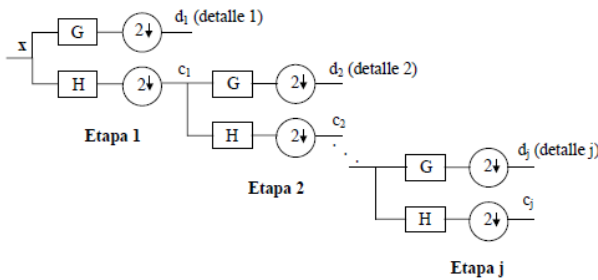 d₁ (detalle 1)
G 2↓
x
H 2↓ c₁ G 2↓ d₂ (detalle 2)
Etapa 1 H 2↓ c₂
Etapa 2
G 2↓ dⱼ (detalle j)
H 2↓ cⱼ
Etapa j